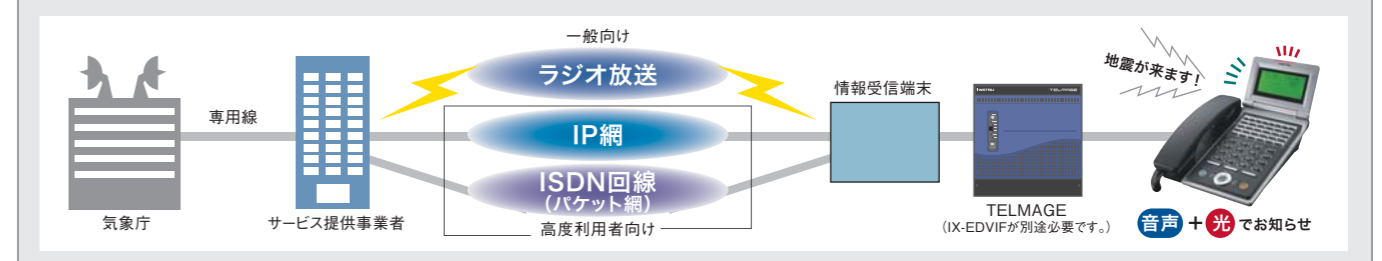 一般向け
ラジオ放送
地震が来ます!
情報受信端末
専用線
IP網
IWATSU TELMAGE
ISDN回線
(パケット網)
気象庁
サービス提供事業者
高度利用者向け
TELMAGE
(IX-EDVIFが別途必要です。)
音声+光でお知らせ